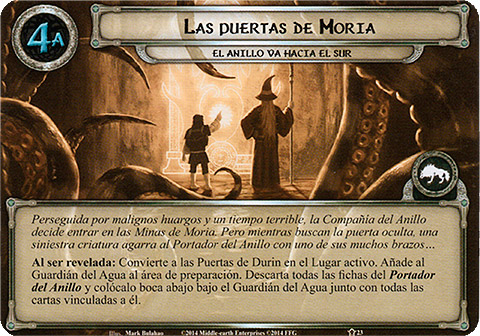 4A
Las puertas de Moria
El Anillo va hacia el sur
Perseguida por malignos huargos y un tiempo terrible, la Compañía del Anillo
decide entrar en las Minas de Moria. Pero mientras buscan la puerta oculta, una
siniestra criatura agarra al Portador del Anillo con uno de sus muchos brazos...
Al ser revelada: Convierte a las Puertas de Durin en el Lugar activo. Añade al
Guardián del Agua al área de preparación. Descarta todas las fichas del Portador
del Anillo y colócalo boca abajo bajo el Guardián del Agua junto con todas las
cartas vinculadas a él.
Illus. Mark Bulahao ©2014 Middle-earth Enterprises ©2014 FFG 23